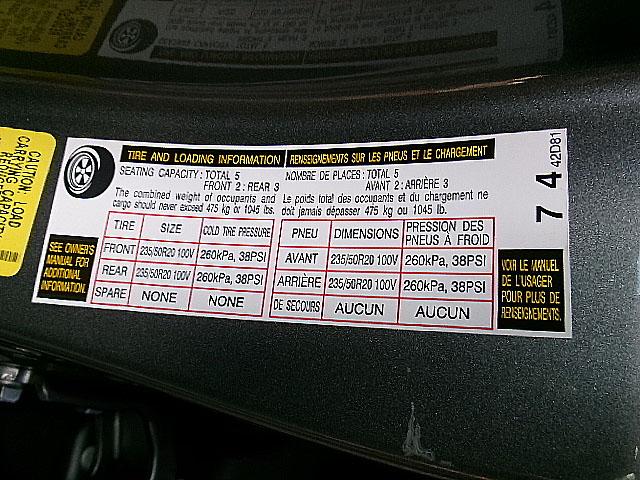 TIRE AND LOADING INFORMATION
RENSEIGNEMENTS SUR LES PNEUS ET LE CHARGEMENT
SEATING CAPACITY : TOTAL 5
FRONT 2 : REAR 3
The combined weight of occupants and
cargo should never exceed 475 kg or 1045 lbs.
NOMBRE DE PLACES : TOTAL 5
AVANT 2 : ARRIÈRE 3
Le poids total des occupants et du chargement ne
doit jamais dépasser 475 kg ou 1045 lb.
SEE OWNER'S
MANUAL FOR
ADDITIONAL
INFORMATION.
TIRE SIZE COLD TIRE PRESSURE
FRONT 235/50R20 100V 260kPa, 38PSI
REAR 235/50R20 100V 260kPa, 38PSI
SPARE NONE NONE
PNEU DIMENSIONS PRESSION DES
PNEUS À FROID
AVANT 235/50R20 100V 260kPa, 38PSI
ARRIÈRE 235/50R20 100V 260kPa, 38PSI
DE SECOURS AUCUN AUCUN
VOIR LE MANUEL
DE L'USAGER
POUR PLUS DE
RENSEIGNEMENTS.
7 4
42D81
CAUTION: LOAD
CARRYING CAPACITY